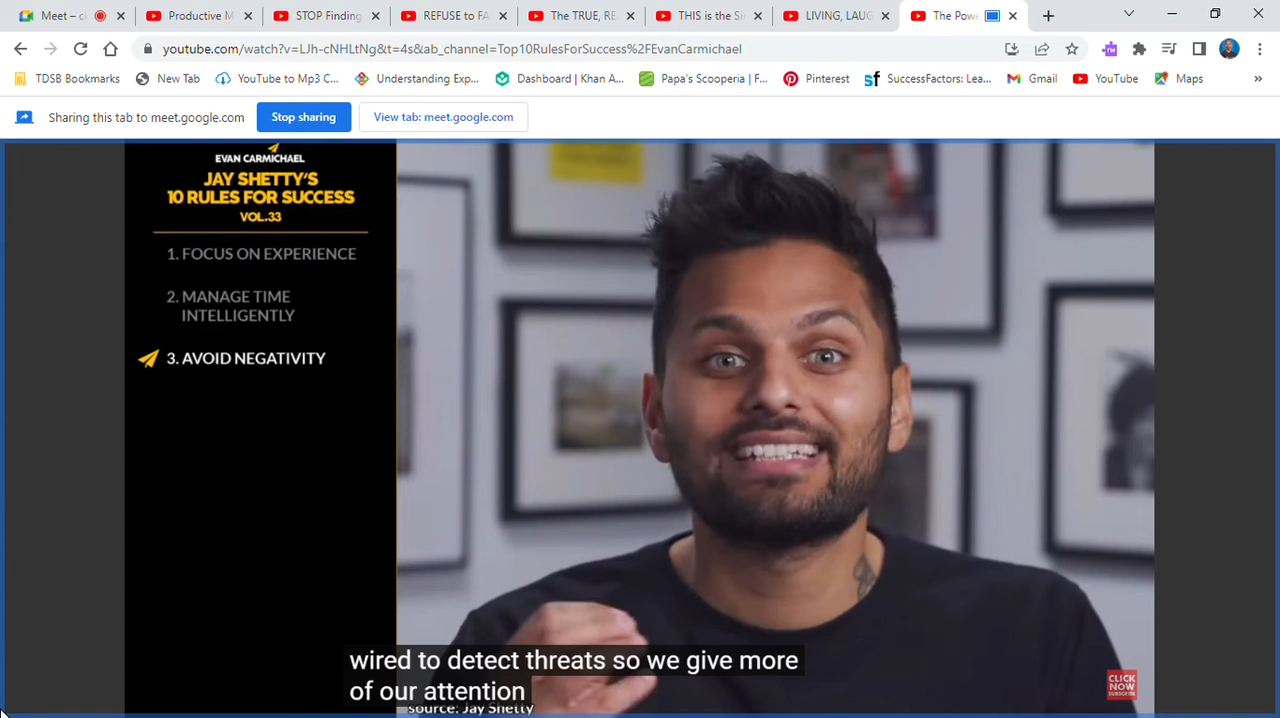 Meet – c
Productive M
STOP Finding
REFUSE to FA
The TRUE, RE
THIS is the Si
LIVING, LAUG
The Powe
youtube.com/watch?v=LJh-cNHLtNg&t=4s&ab_channel=Top10RulesForSuccess%2FEvanCarmichael
TDSB Bookmarks
New Tab
YouTube to Mp3 C...
Understanding Exp...
Dashboard | Khan A...
Papa's Scooperia | F...
Pinterest
SuccessFactors: Lea...
Gmail
YouTube
Maps
Sharing this tab to meet.google.com
Stop sharing
View tab: meet.google.com
EVAN CARMICHAEL
JAY SHETTY'S
10 RULES FOR SUCCESS
VOL.33
1. FOCUS ON EXPERIENCE
2. MANAGE TIME
INTELLIGENTLY
3. AVOID NEGATIVITY
wired to detect threats so we give more
of our attention
source: Jay Shetty
CLICK
NOW
SUBSCRIBE